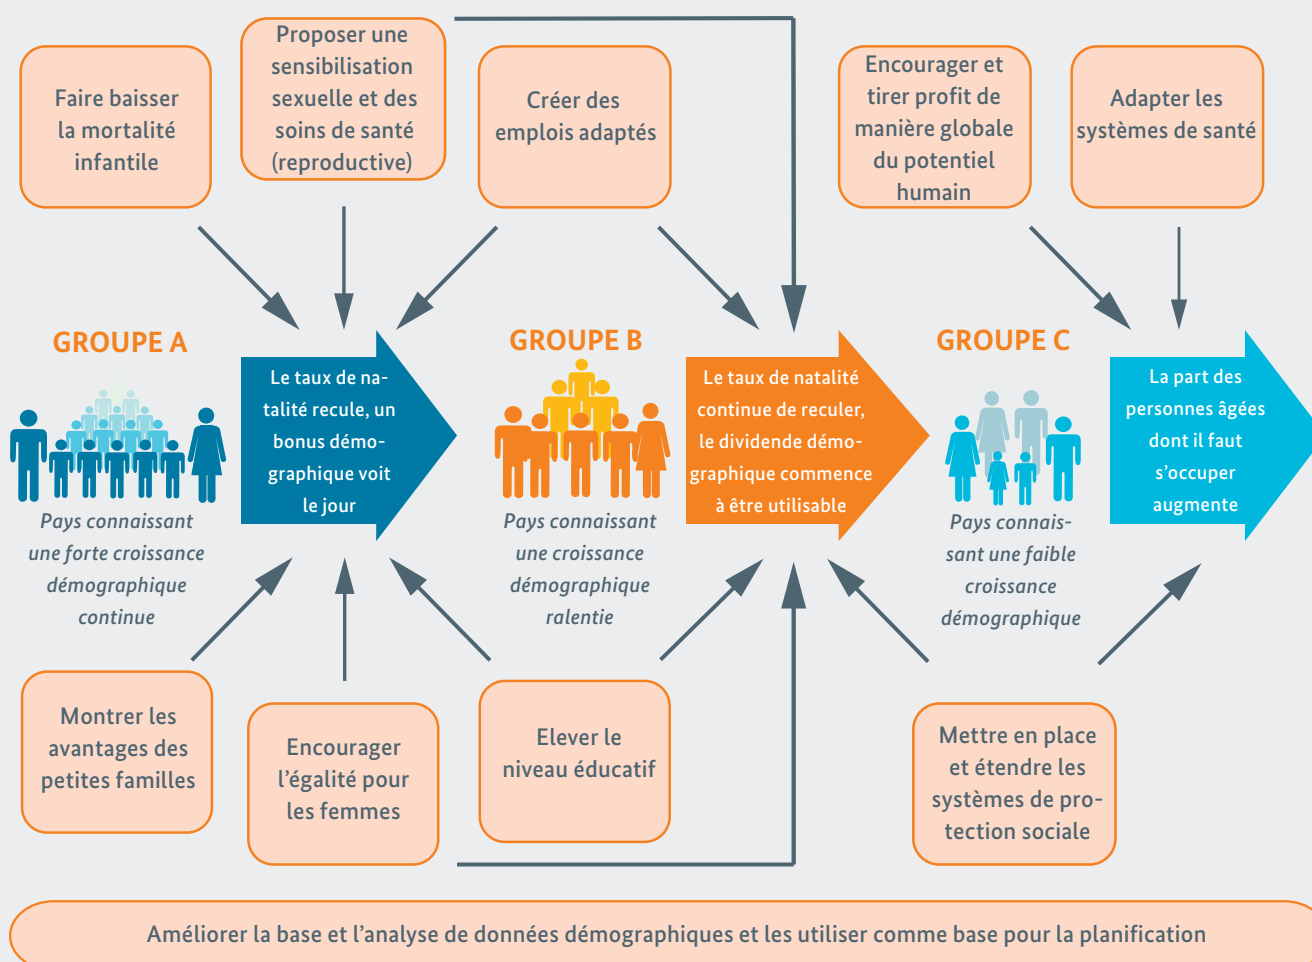 Faire baisser
la mortalité
infantile
Proposer une
sensibilisation
sexuelle et des
soins de santé
(reproductive)
Créer des
emplois adaptés
Encourager et
tirer profit de
manière globale
du potentiel
humain
Adapter les
systèmes de santé
GROUPE A
Pays connaissant
une forte croissance
démographique
continue
Le taux de na-
talité recule, un
bonus démo-
graphique voit
le jour
GROUPE B
Pays connaissant
une croissance
démographique
ralentie
Le taux de natalité
continue de reculer,
le dividende démo-
graphique commence
à être utilisable
GROUPE C
Pays connais-
sant une faible
croissance
démographique
La part des
personnes âgées
dont il faut
s’occuper
augmente
Montrer les
avantages des
petites familles
Encourager
l’égalité pour
les femmes
Elever le
niveau éducatif
Mettre en place
et étendre les
systèmes de pro-
tection sociale
Améliorer la base et l’analyse de données démographiques et les utiliser comme base pour la planification